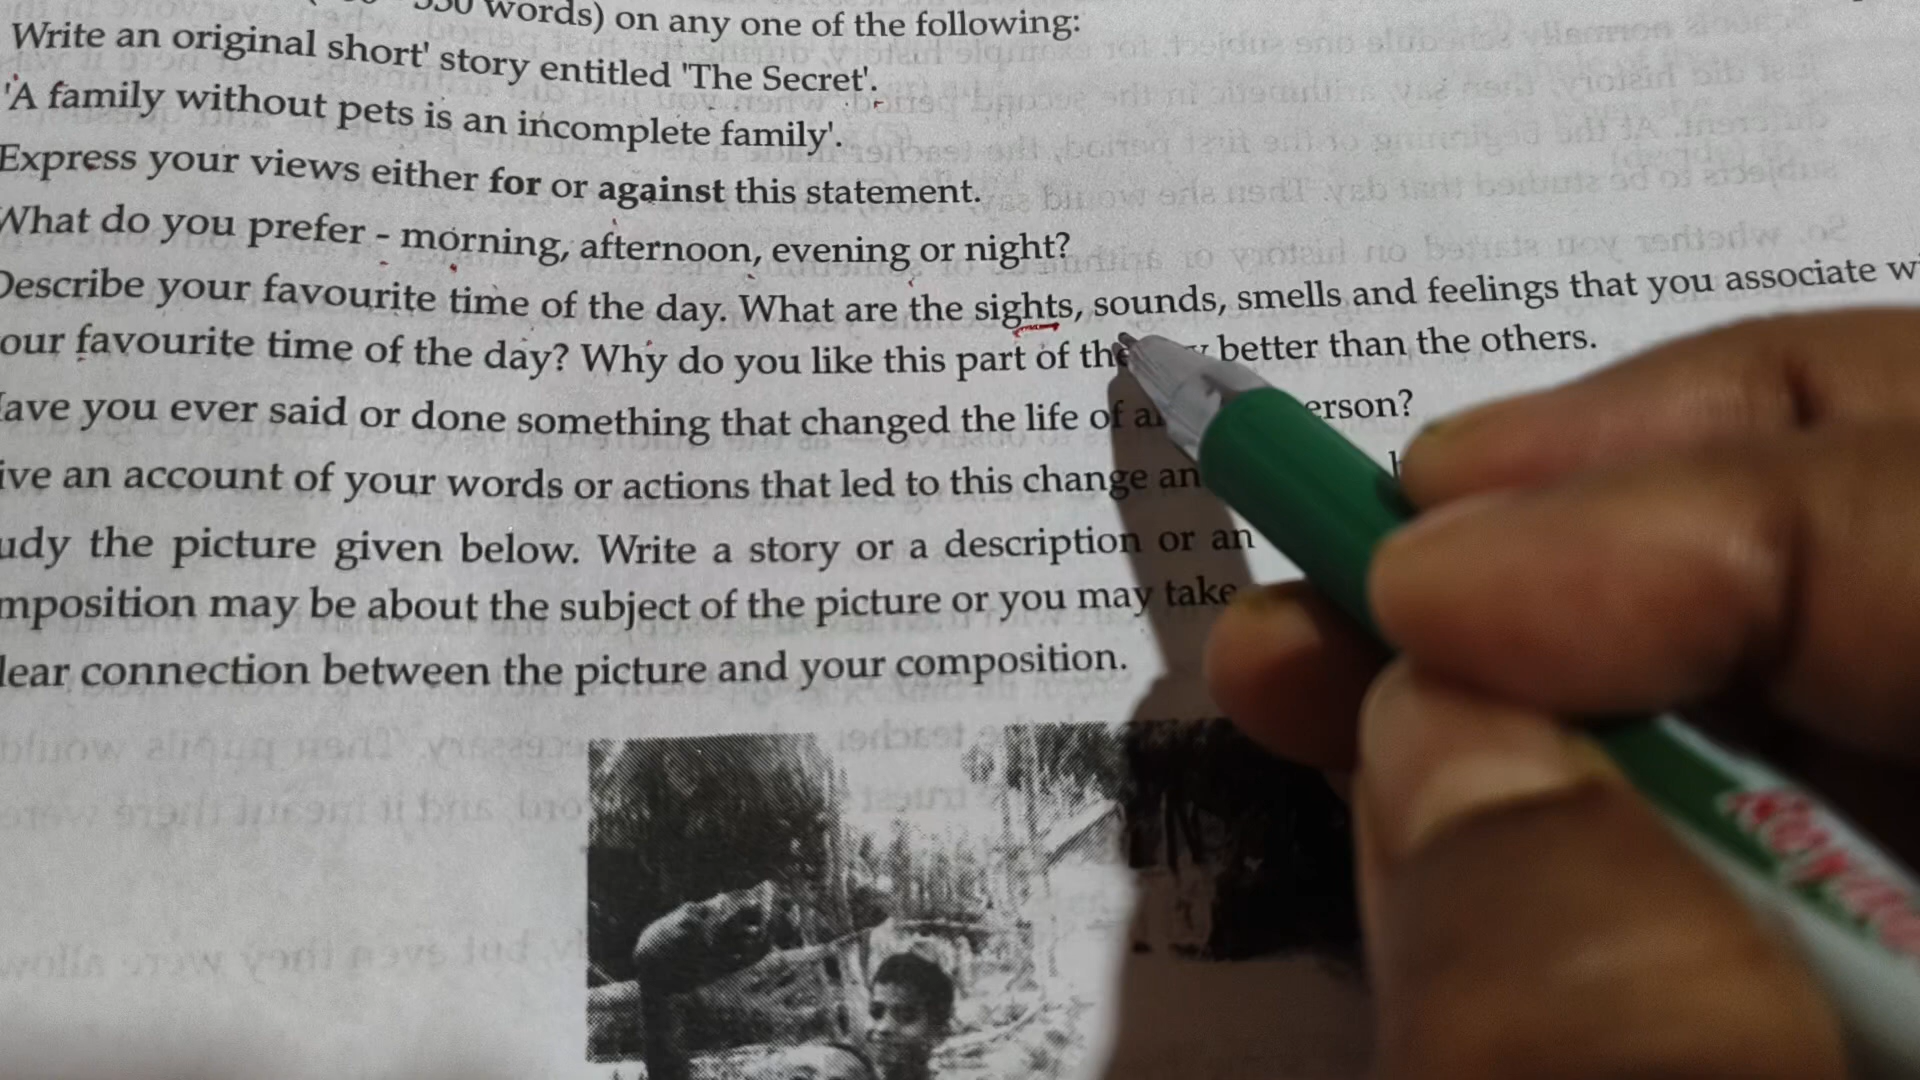 words) on any one of the following:
Write an original short' story entitled 'The Secret'.
'A family without pets is an incomplete family'.
Express your views either for or against this statement.
What do you prefer - morning, afternoon, evening or night?
Describe your favourite time of the day. What are the sights, sounds, smells and feelings that you associate
our favourite time of the day? Why do you like this part of the better than the others.
ave you ever said or done something that changed the life of erson?
ive an account of your words or actions that led to this change
udy the picture given below. Write a story or a description or an
mposition may be about the subject of the picture or you may take
lear connection between the picture and your composition.